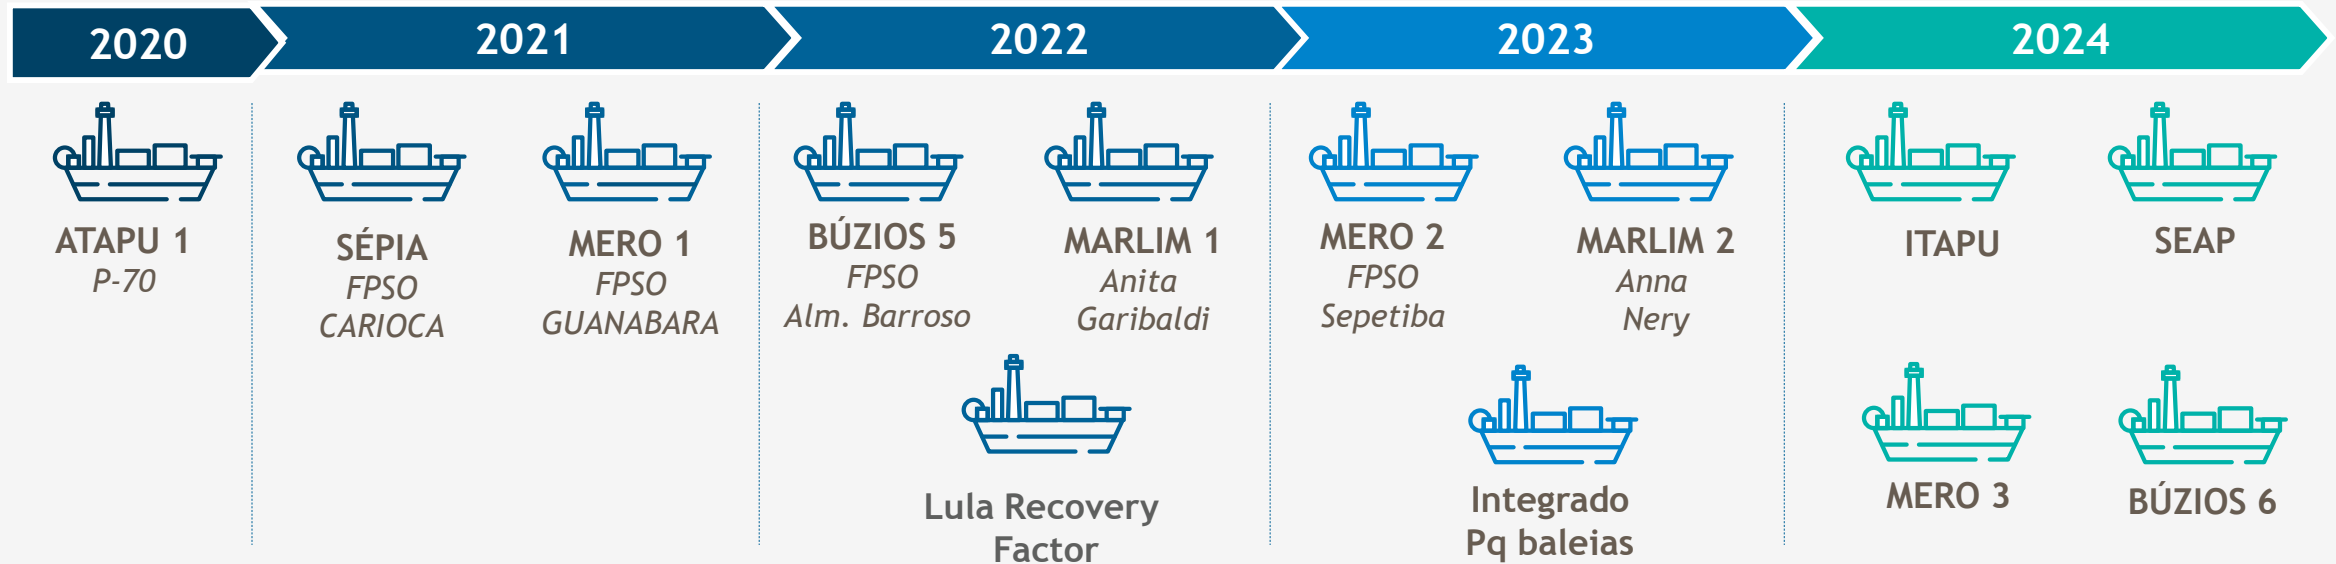 2020
2021
2022
2023
2024
ATAPU 1
P-70
SÉPIA
FPSO
CARIOCA
MERO 1
FPSO
GUANABARA
BÚZIOS 5
FPSO
Alm. Barroso
MARLIM 1
Anita
Garibaldi
Lula Recovery
Factor
MERO 2
FPSO
Sepetiba
MARLIM 2
Anna
Nery
Integrado
Pq baleias
ITAPU
SEAP
MERO 3
BÚZIOS 6